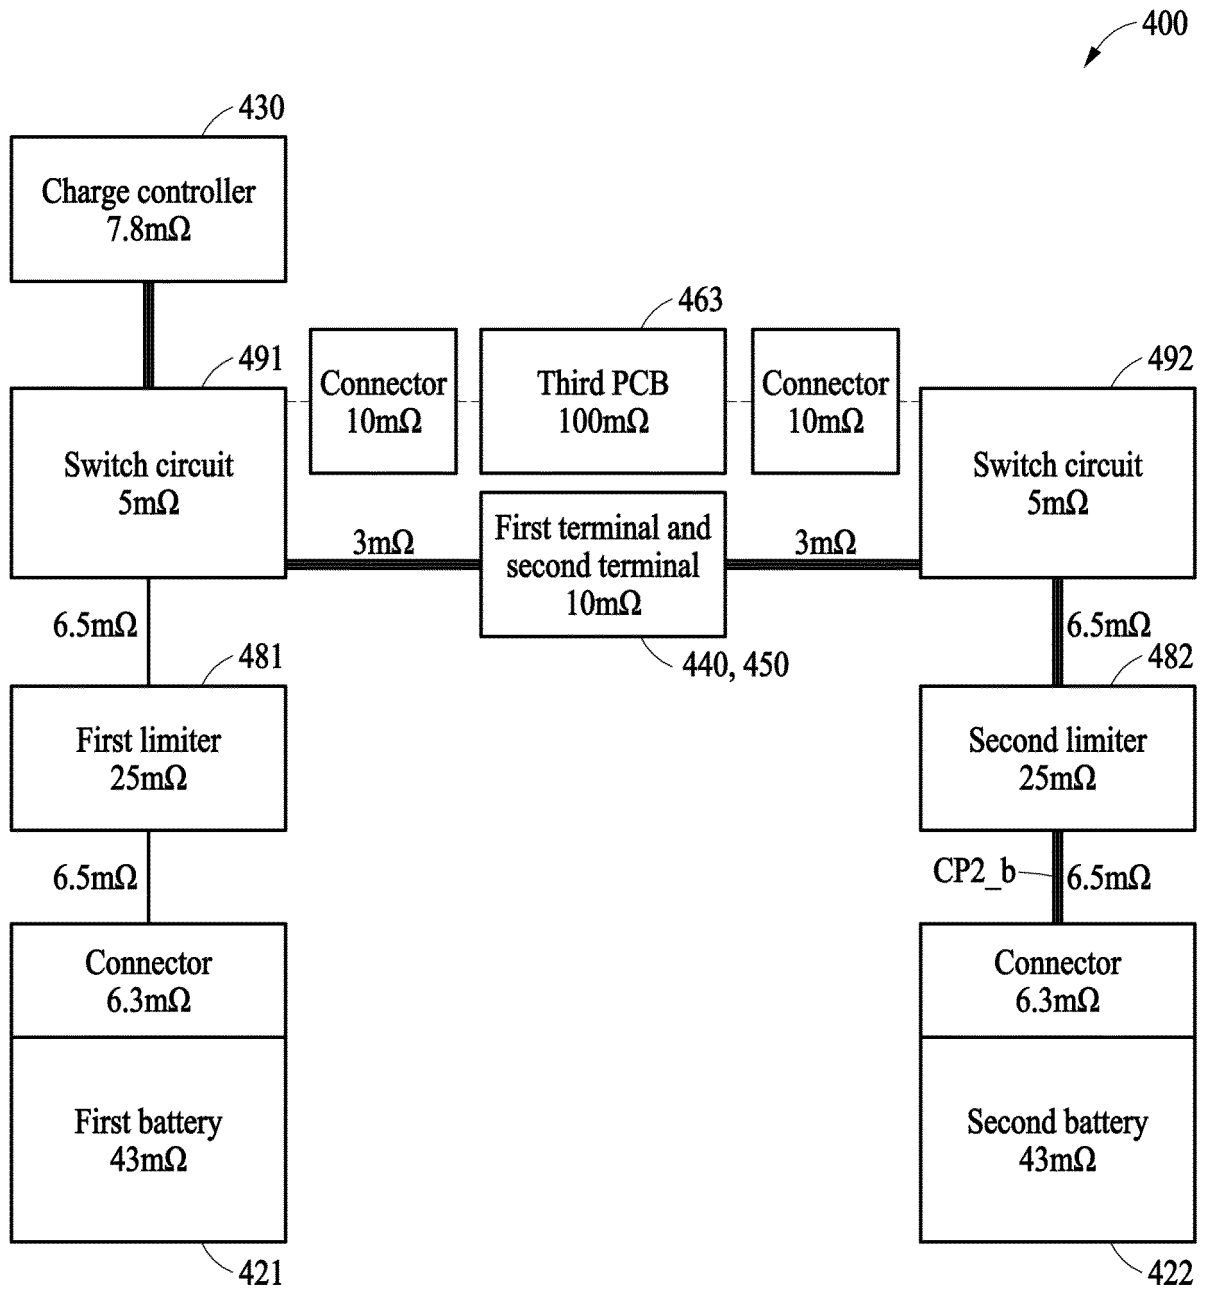 400
430
Charge controller
7.8mΩ
463
491
492
Connector
10mΩ
Third PCB
100mΩ
Connector
10mΩ
Switch circuit
5mΩ
Switch circuit
5mΩ
3mΩ
First terminal and
second terminal
10mΩ
3mΩ
440, 450
6.5mΩ
6.5mΩ
481
482
First limiter
25mΩ
Second limiter
25mΩ
6.5mΩ
CP2_b
6.5mΩ
Connector
6.3mΩ
Connector
6.3mΩ
First battery
43mΩ
Second battery
43mΩ
421
422